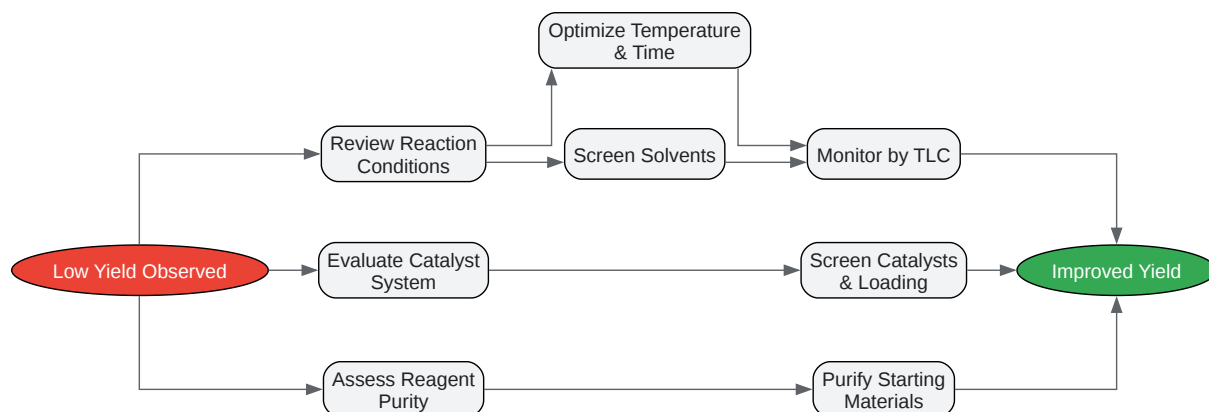 Optimize Temperature
& Time
Review Reaction
Conditions
Screen Solvents
Monitor by TLC
Low Yield Observed
Evaluate Catalyst
System
Screen Catalysts
& Loading
Improved Yield
Assess Reagent
Purity
Purify Starting
Materials